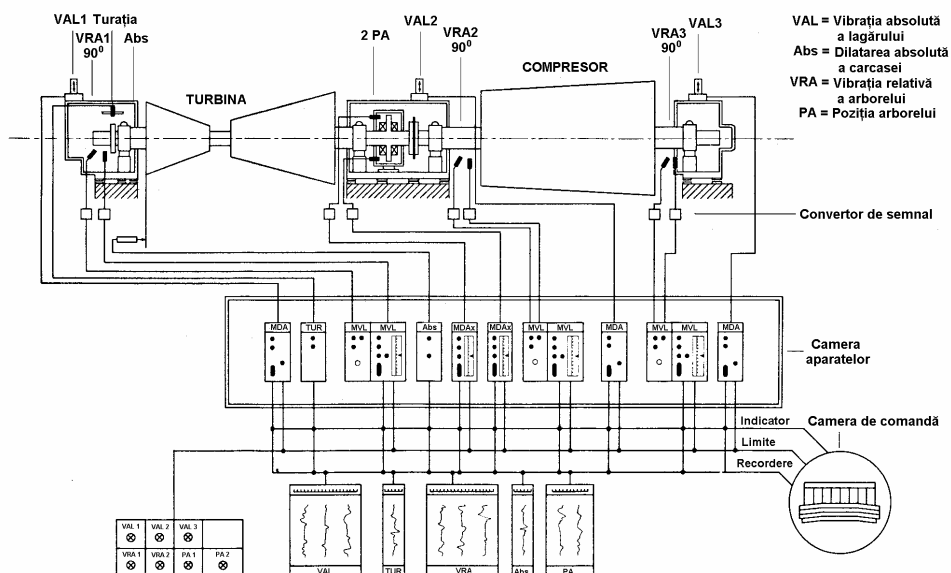 VAL1 Turația
VRA1
90⁰
Abs
VAL2
2 PA
VRA2
90⁰
VAL3
VRA3
90⁰
VAL = Vibrația absolută
a lagărului
Abs = Dilatarea absolută
a carcasei
VRA = Vibrația relativă
a arborelui
PA = Poziția arborelui
TURBINA
COMPRESOR
Convertor de semnal
MDA TUR MVL MVL Abs MDAx MDAx MVL MVL MDA MVL MVL MDA
Camera
aparatelor
Indicator
Limite
Recordere
Camera de comandă
VAL 1 VAL 2 VAL 3
VRA 1 VRA 2 PA 1 PA 2
VAL TUR VRA Abs PA